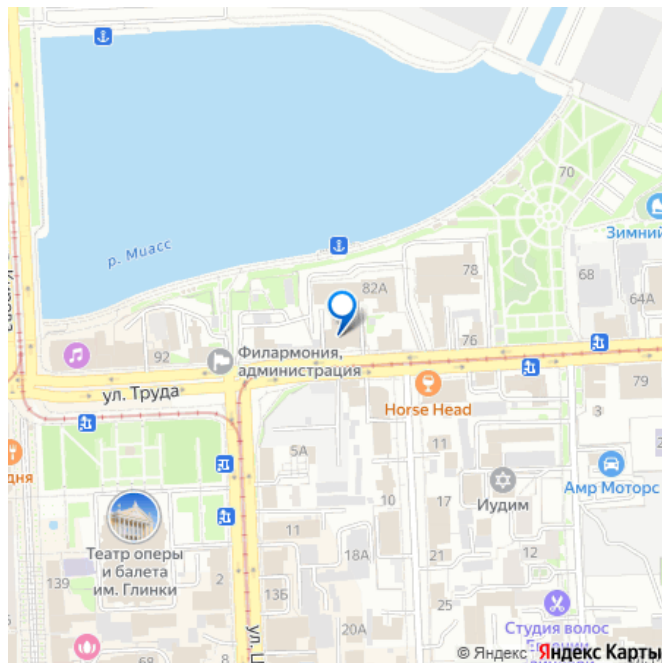 70
р. Миасс
Зимний
82А
78
68
64А
76
92
Филармония,
администрация
ул. Труда
79
Horse Head
3
дня
5А
11
Амр Моторс
Иудим
10
17
11
Театр оперы
и балета
им. Глинки
18А
21
12
139
2
13Б
25
20А
Студия волос
ул. Ц
© Яндекс
Яндекс Карты